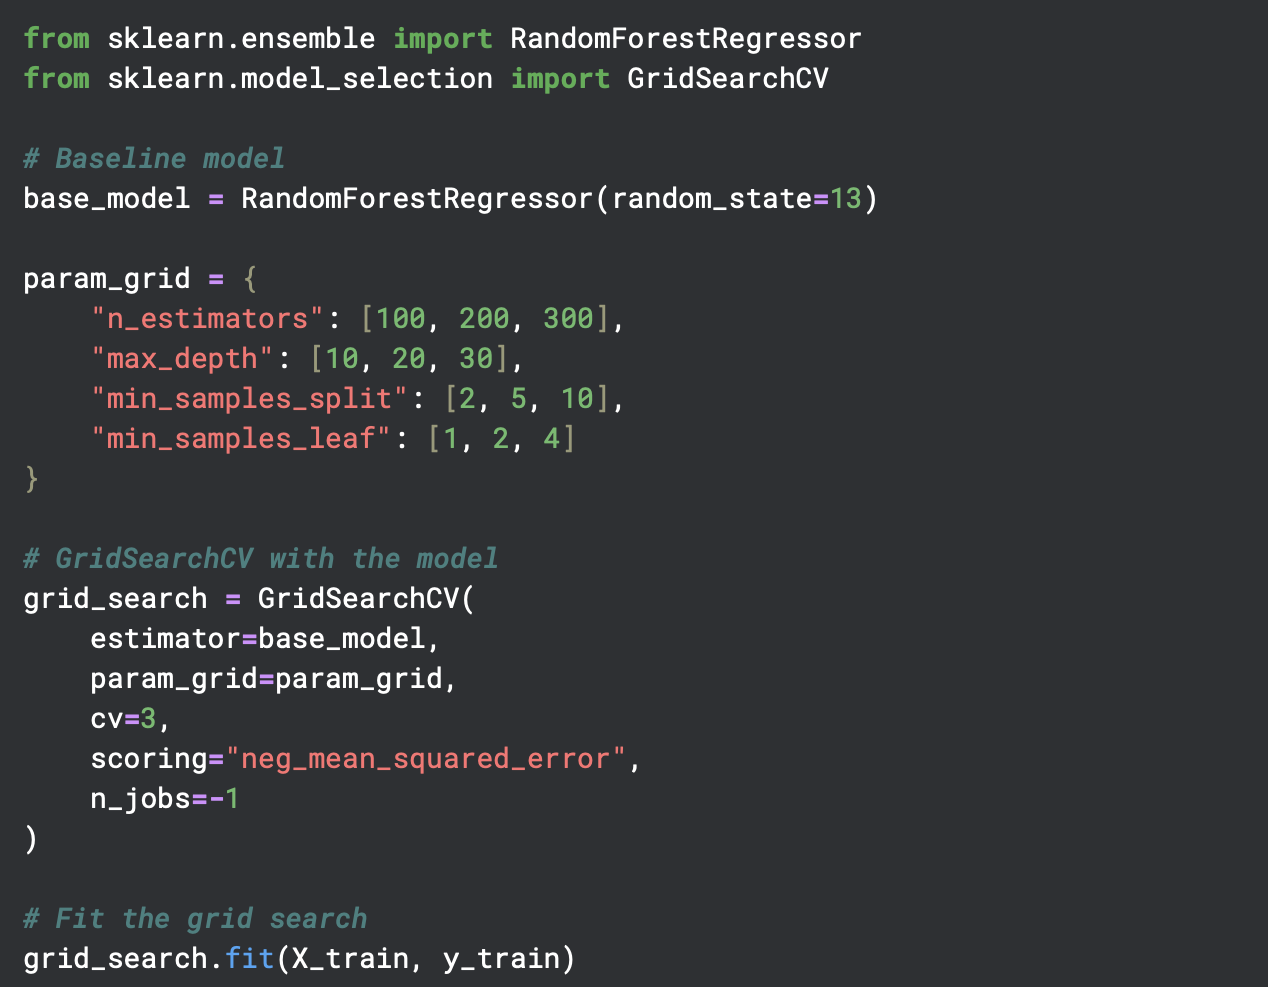 from sklearn.ensemble import RandomForestRegressor
from sklearn.model_selection import GridSearchCV

# Baseline model
base_model = RandomForestRegressor(random_state=13)

param_grid = {
    "n_estimators": [100, 200, 300],
    "max_depth": [10, 20, 30],
    "min_samples_split": [2, 5, 10],
    "min_samples_leaf": [1, 2, 4]
}

# GridSearchCV with the model
grid_search = GridSearchCV(
    estimator=base_model,
    param_grid=param_grid,
    cv=3,
    scoring="neg_mean_squared_error",
    n_jobs=-1
)

# Fit the grid search
grid_search.fit(X_train, y_train)